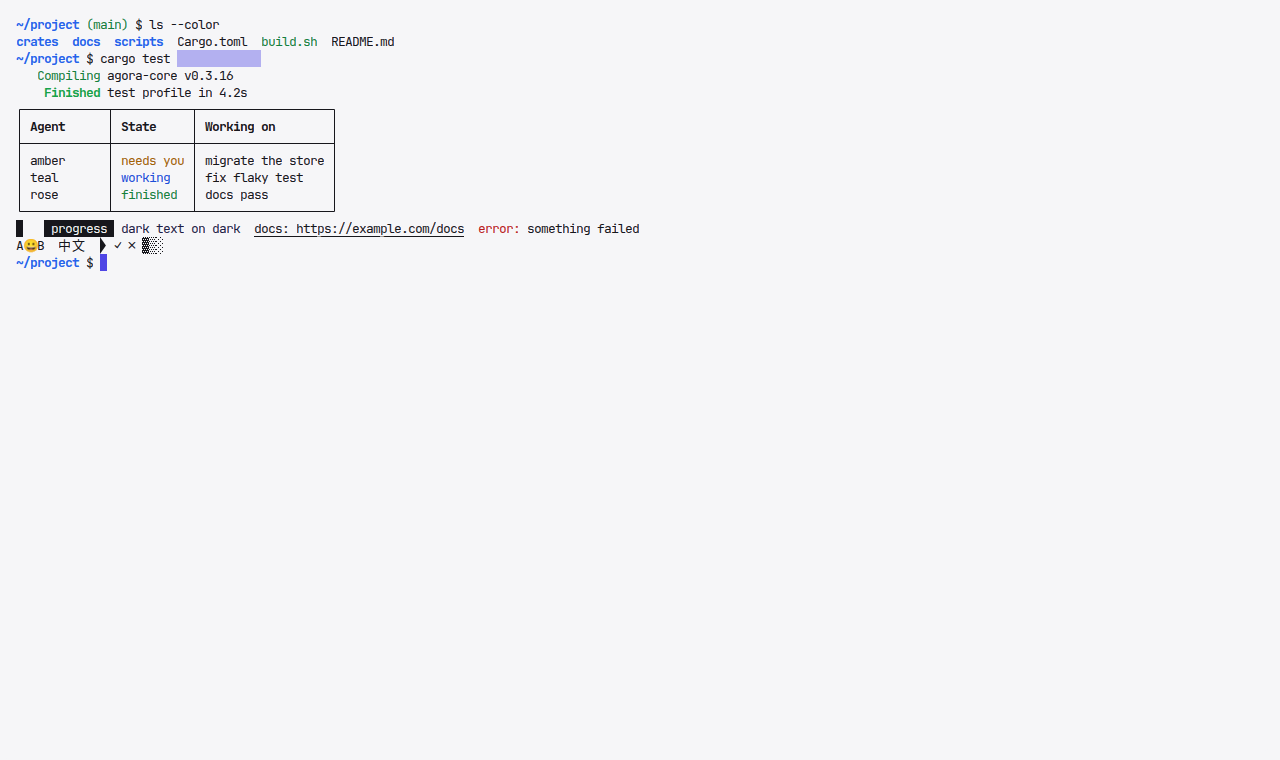 ~/project (main) $ ls --color
crates  docs  scripts  Cargo.toml  build.sh  README.md
~/project $ cargo test
Compiling agora-core v0.3.16
Finished test profile in 4.2s
Agent  State  Working on
amber  needs you  migrate the store
teal  working  fix flaky test
rose  finished  docs pass
progress  dark text on dark  docs: https://example.com/docs  error: something failed
A😀B  中文  ✓ ✕ ▓▒░
~/project $